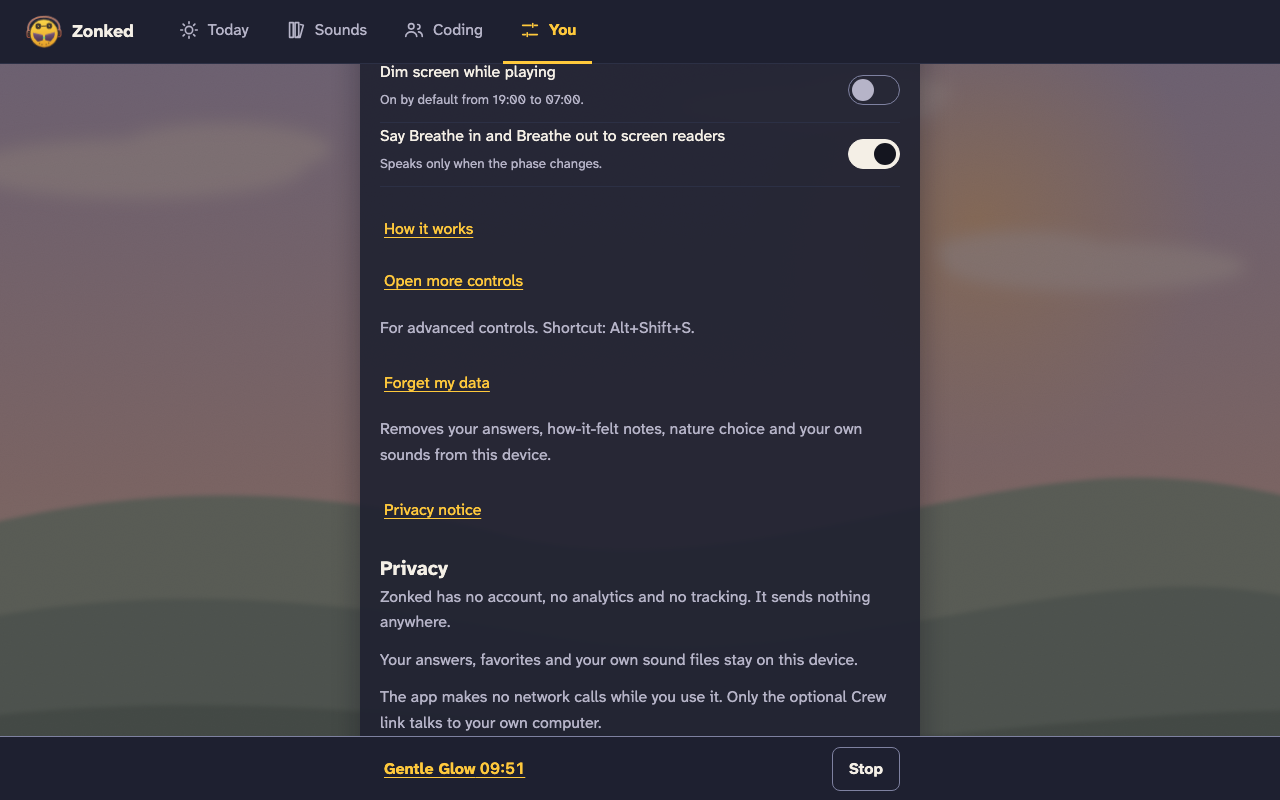 Zonked
Today
Sounds
Coding
You
Dim screen while playing
On by default from 19:00 to 07:00.
Say Breathe in and Breathe out to screen readers
Speaks only when the phase changes.
How it works
Open more controls
For advanced controls. Shortcut: Alt+Shift+S.
Forget my data
Removes your answers, how-it-felt notes, nature choice and your own
sounds from this device.
Privacy notice
Privacy
Zonked has no account, no analytics and no tracking. It sends nothing
anywhere.
Your answers, favorites and your own sound files stay on this device.
The app makes no network calls while you use it. Only the optional Crew
link talks to your own computer.
Gentle Glow 09:51
Stop